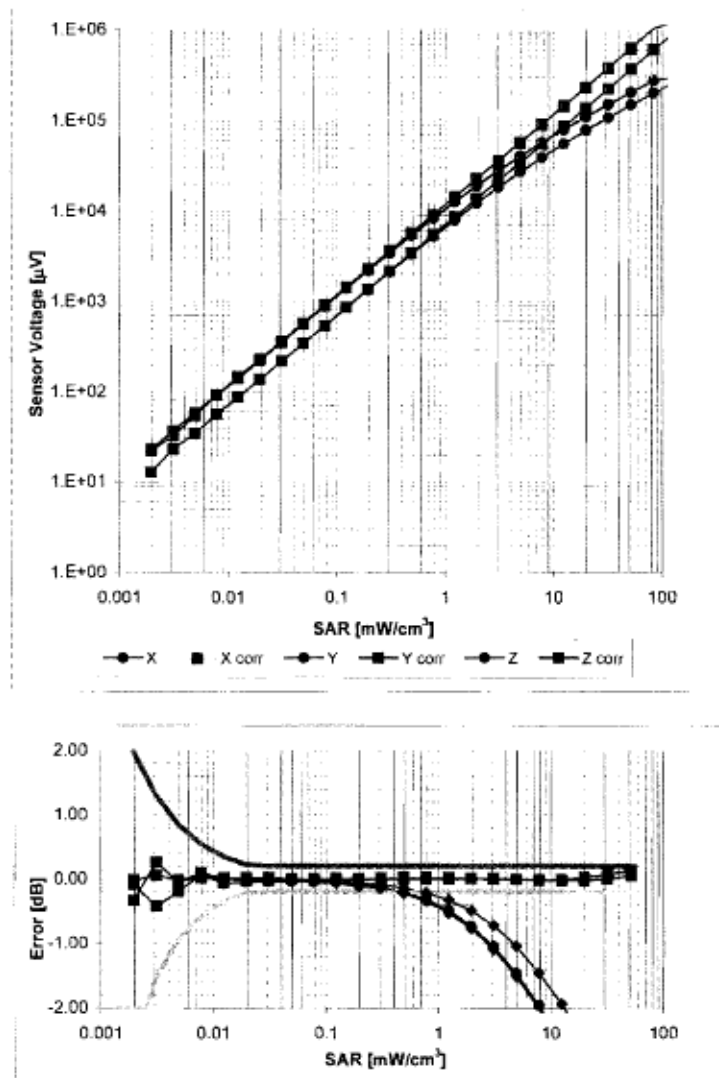 1.E+06
1.E+05
1.E+04
1.E+03
1.E+02
1.E+01
1.E+00
Sensor Voltage [µV]
0.001 0.01 0.1 1 10 100
SAR [mW/cm³]
X X corr Y Y corr Z Z corr
2.00
1.00
0.00
-1.00
-2.00
Error [dB]
0.001 0.01 0.1 1 10 100
SAR [mW/cm³]